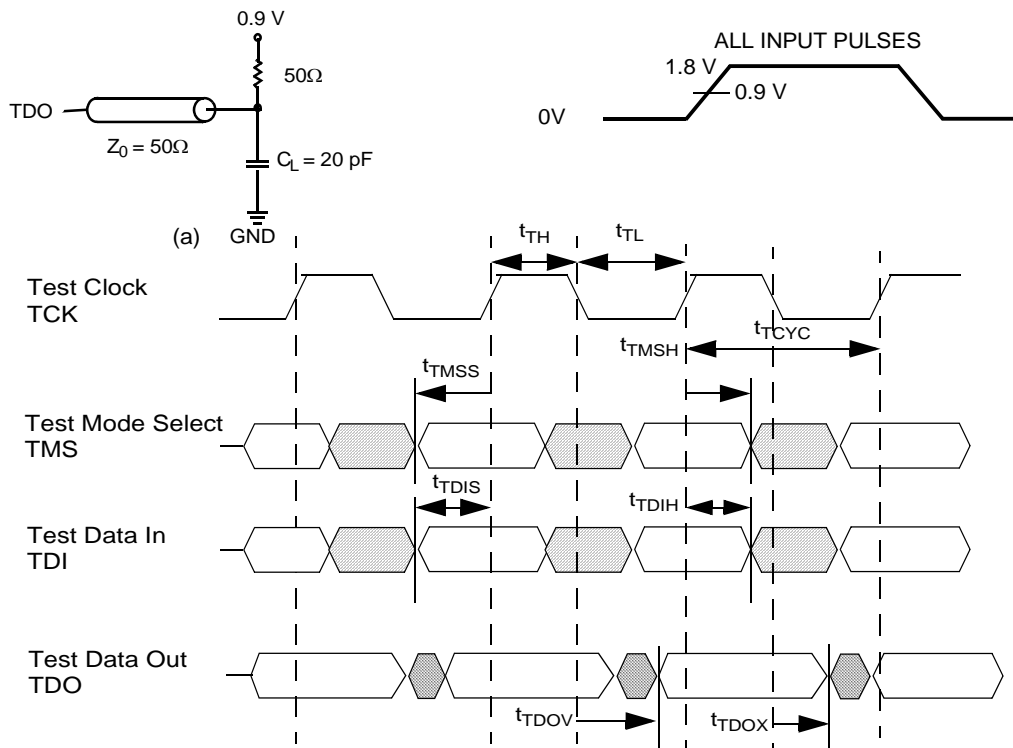 0.9 V
50Ω
TDO
Z0 = 50Ω
CL = 20 pF
GND
(a)
ALL INPUT PULSES
1.8 V
0.9 V
0V
tTH
tTL
Test Clock
TCK
tTCYC
tTMSH
tTMSS
Test Mode Select
TMS
tTDIS
tTDIH
Test Data In
TDI
Test Data Out
TDO
tTDOV
tTDOX